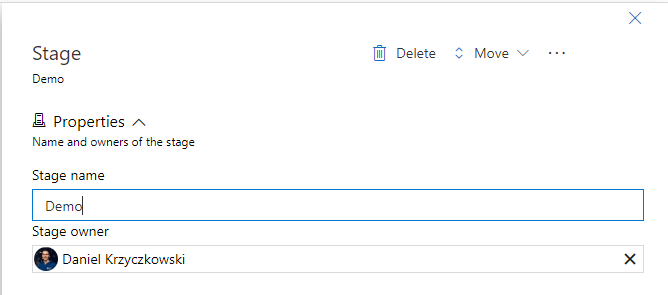 Stage
Delete
Move
Demo
Properties
Name and owners of the stage
Stage name
Demo
Stage owner
Daniel Krzyczkowski